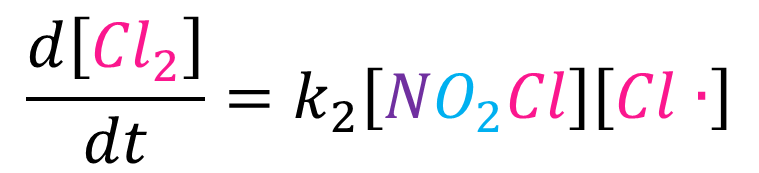 d[Cl₂]/dt = k₂[NO₂Cl][Cl ·]